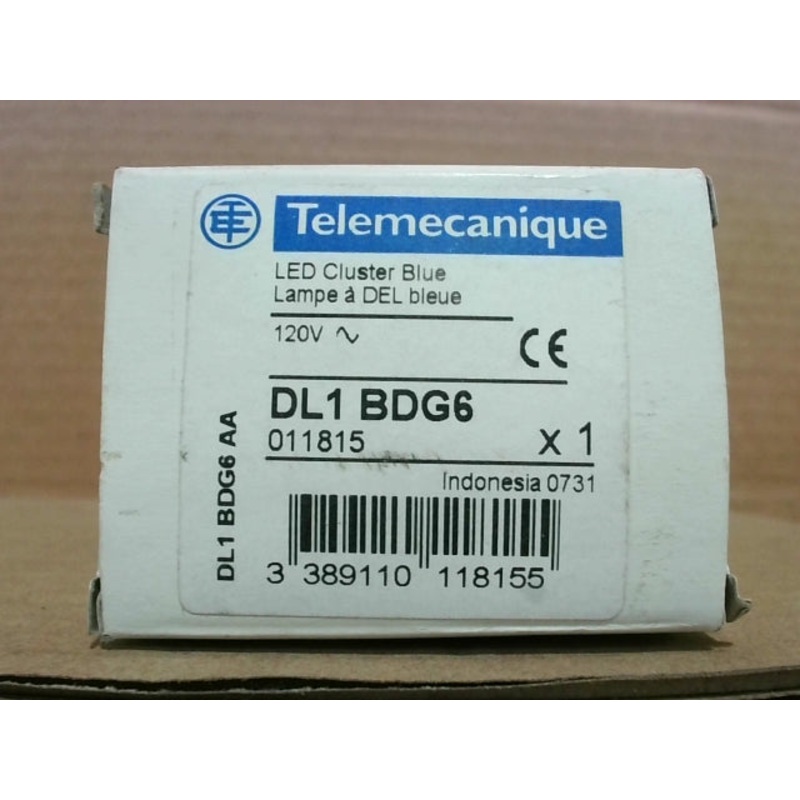 Telemecanique
LED Cluster Blue
Lampe à DEL bleue
120V ~
CE
DL1 BDG6
011815
x 1
Indonesia 0731
DL1 BDG6 AA
3 389110 118155